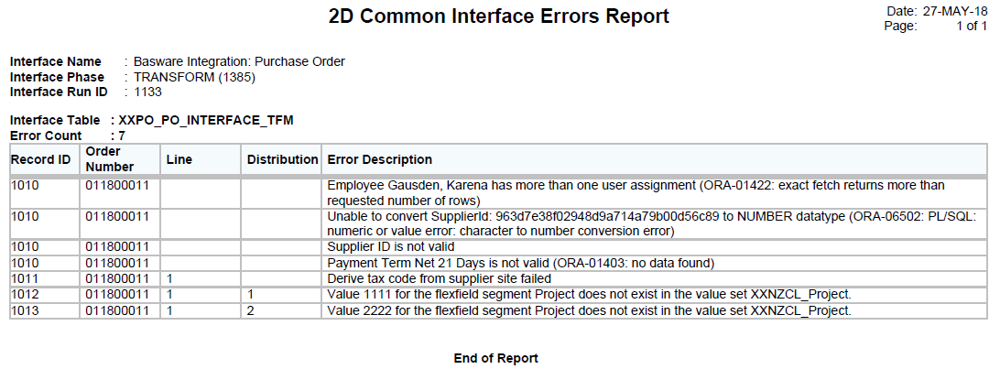 2D Common Interface Errors Report
Date: 27-MAY-18
Page: 1 of 1
Interface Name : Basware Integration: Purchase Order
Interface Phase : TRANSFORM (1385)
Interface Run ID : 1133
Interface Table : XXPO_PO_INTERFACE_TFM
Error Count : 7
Record ID Order Number Line Distribution Error Description
1010 011800011 Employee Gausden, Karena has more than one user assignment (ORA-01422: exact fetch returns more than
requested number of rows)
1010 011800011 Unable to convert SupplierId: 963d7e38f02948d9a714a79b00d56c89 to NUMBER datatype (ORA-06502: PL/SQL:
numeric or value error: character to number conversion error)
1010 011800011 Supplier ID is not valid
1010 011800011 Payment Term Net 21 Days is not valid (ORA-01403: no data found)
1011 011800011 1 Derive tax code from supplier site failed
1012 011800011 1 1 Value 1111 for the flexfield segment Project does not exist in the value set XXNZCL_Project.
1013 011800011 1 2 Value 2222 for the flexfield segment Project does not exist in the value set XXNZCL_Project.
End of Report